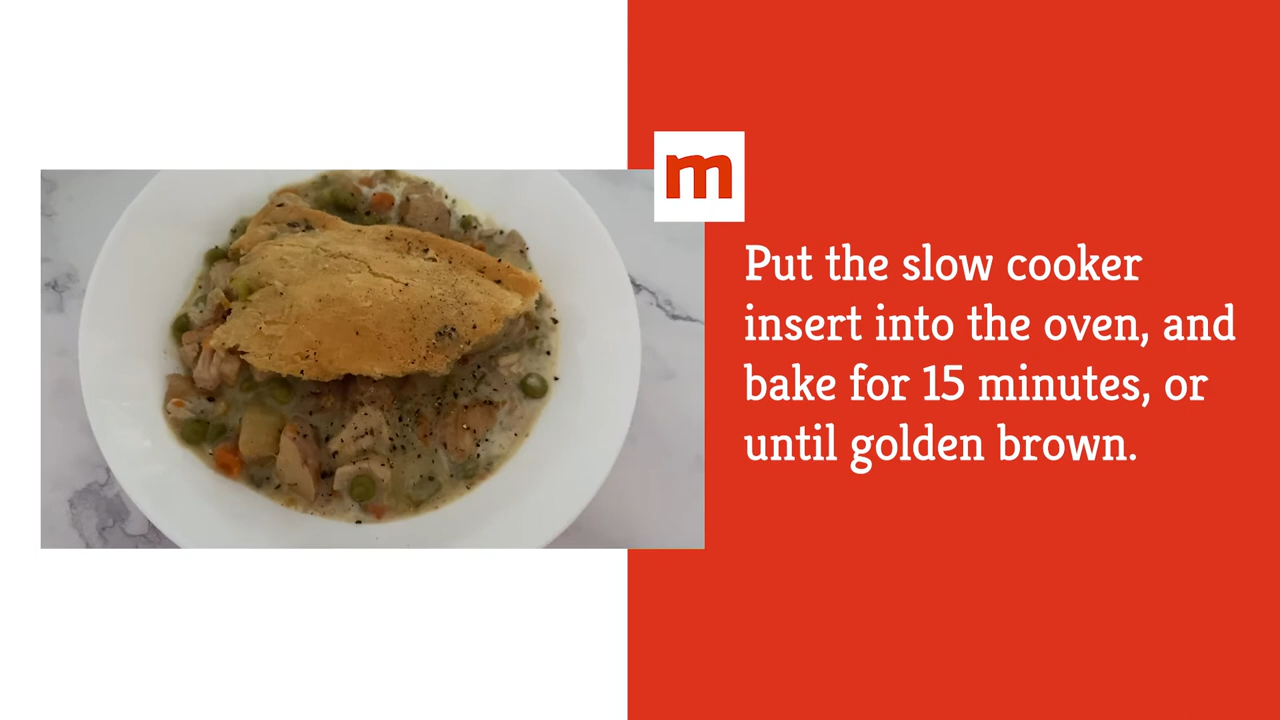 m
Put the slow cooker
insert into the oven, and
bake for 15 minutes, or
until golden brown.